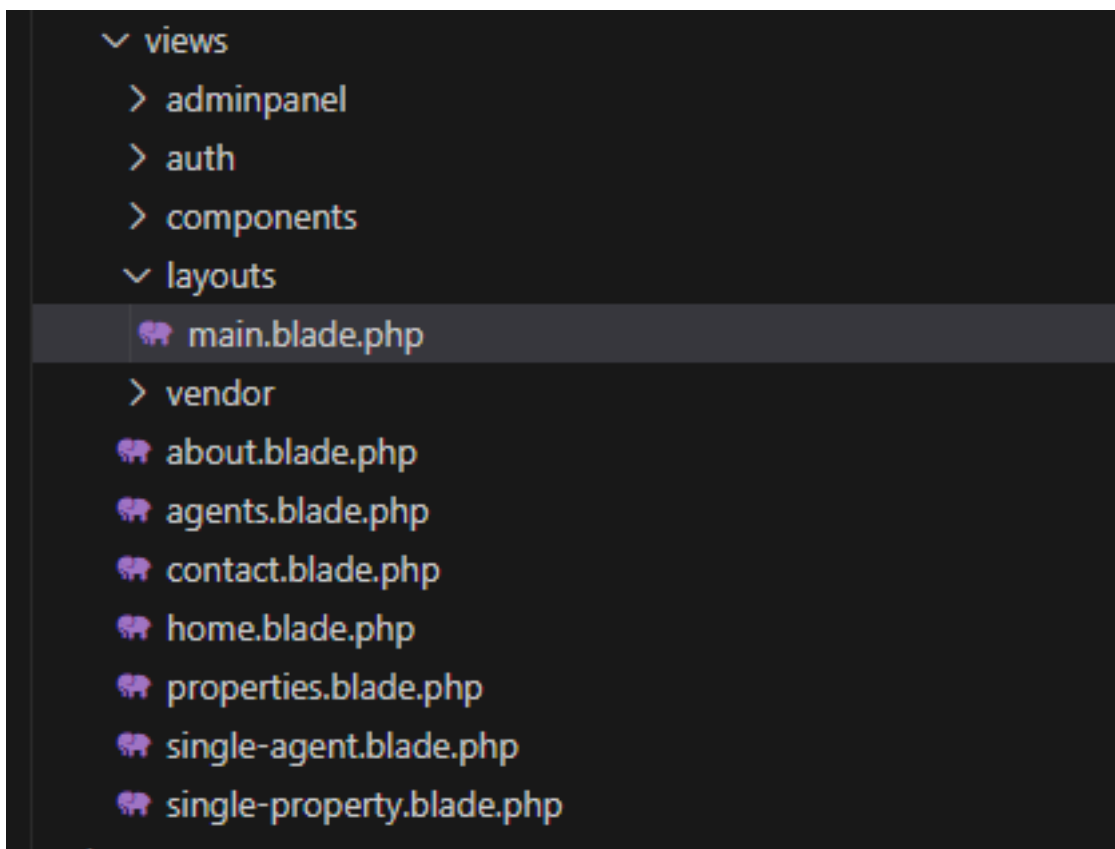 views
adminpanel
auth
components
layouts
main.blade.php
vendor
about.blade.php
agents.blade.php
contact.blade.php
home.blade.php
properties.blade.php
single-agent.blade.php
single-property.blade.php